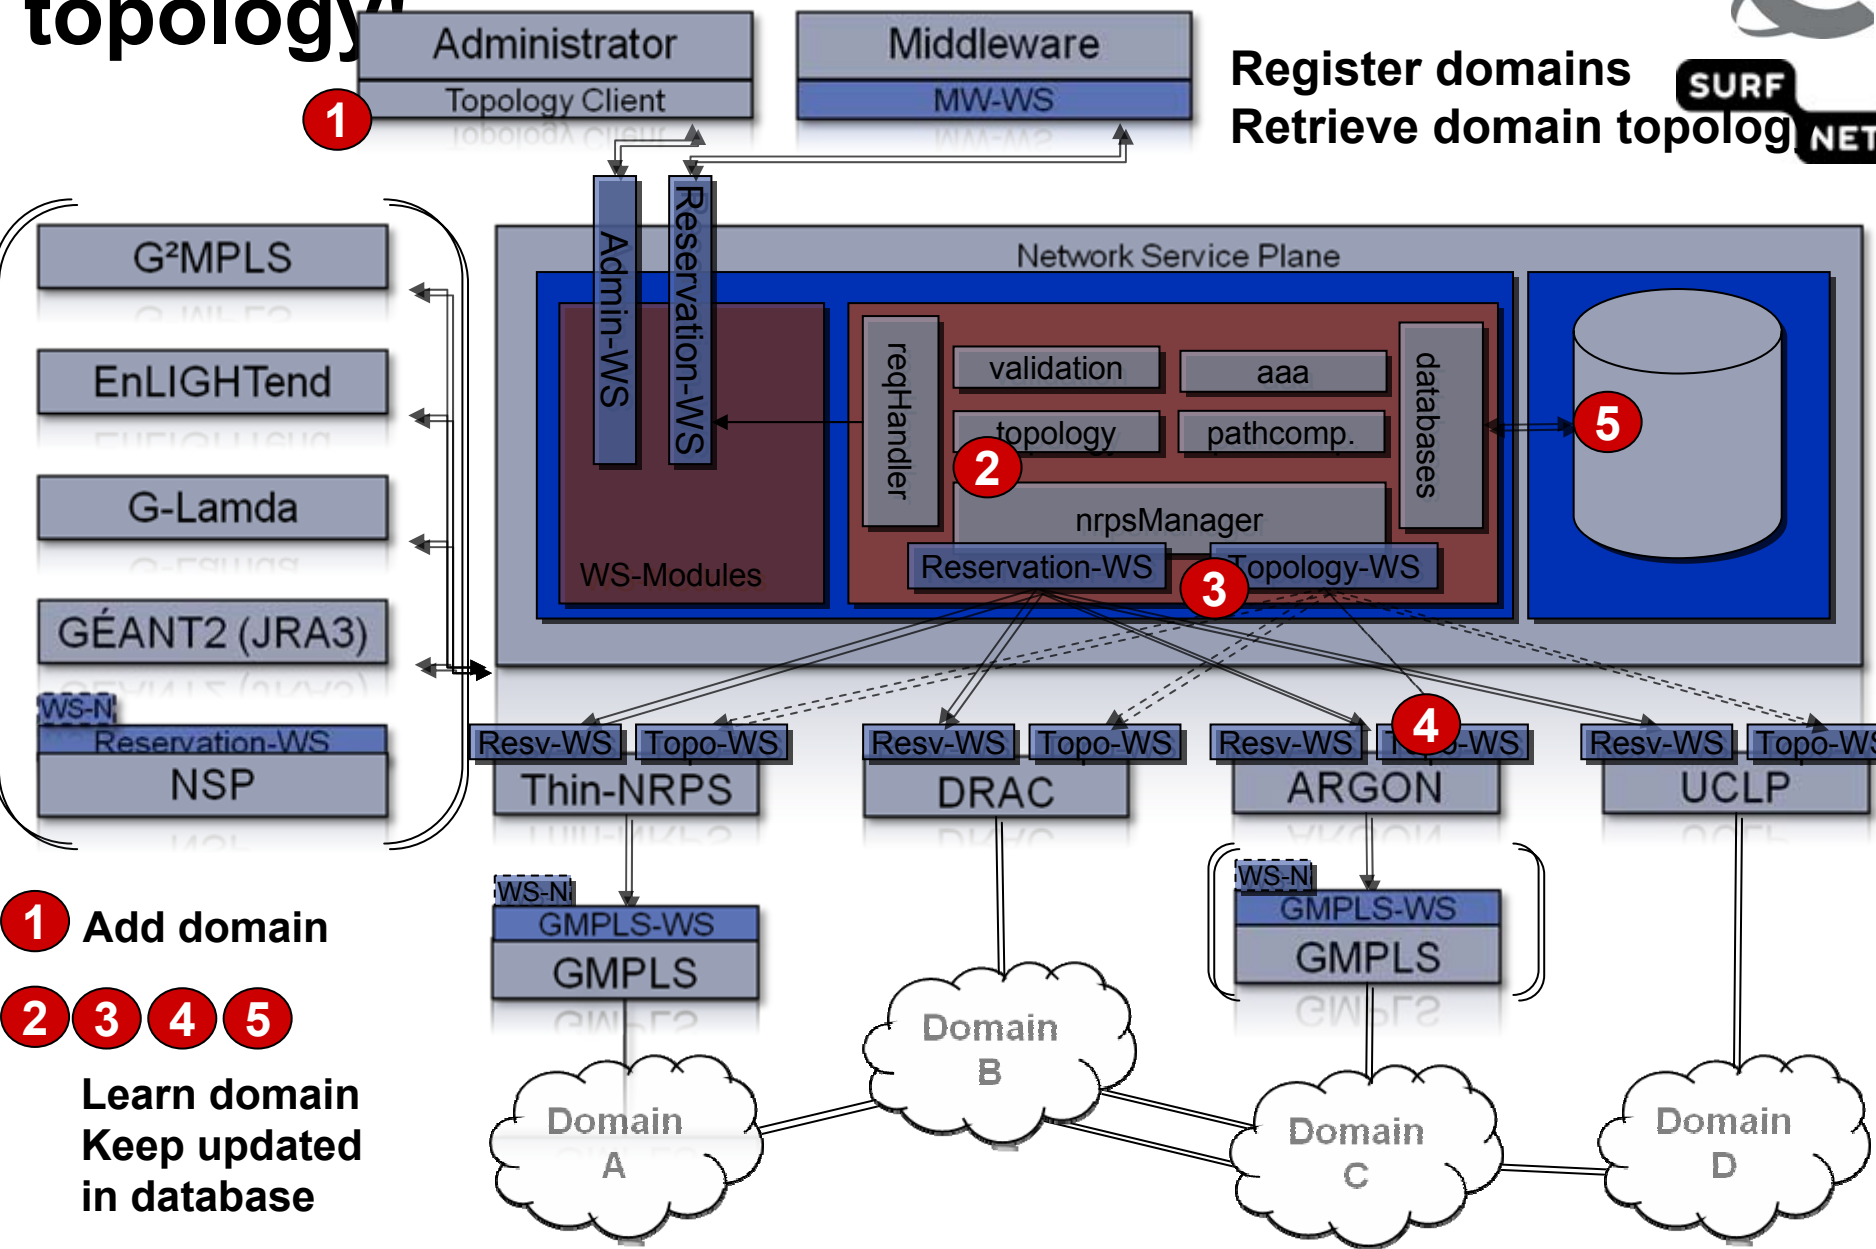 topology!
Administrator
Topology Client
Middleware
MW-WS
Register domains
Retrieve domain topolog
SURF
NET
1
G²MPLS
EnLIGHTend
G-Lamda
GÉANT2 (JRA3)
WS-N
Reservation-WS
NSP
Network Service Plane
Admin-WS
Reservation-WS
WS-Modules
reqHandler
validation
aaa
topology
pathcomp.
2
nrpsManager
databases
5
Reservation-WS
3
Topology-WS
Resv-WS
Topo-WS
Thin-NRPS
Resv-WS
Topo-WS
DRAC
Resv-WS
4
Topo-WS
ARGON
Resv-WS
Topo-WS
UCLP
WS-N
GMPLS-WS
GMPLS
WS-N
GMPLS-WS
GMPLS
Domain
A
Domain
B
Domain
C
Domain
D
1 Add domain
2 3 4 5
Learn domain
Keep updated
in database